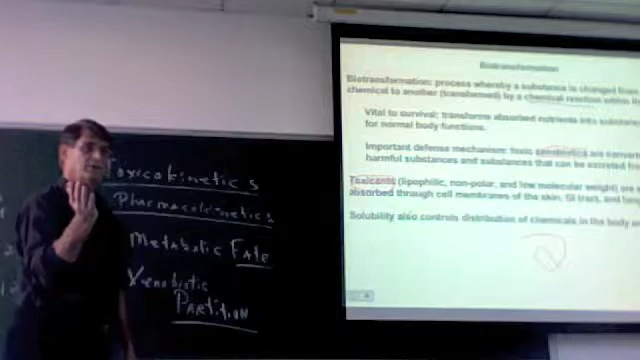 Toxicokinetics
Pharmacokinetics
Metabolic Fate
Xenobiotic
Partition
Biotransformation
Biotransformation: process whereby a substance is changed from
chemical to another (transformed) by a chemical reaction within
Vital to survival: transforms absorbed nutrients into
for normal body functions.
Important defense mechanism: toxic are
harmful substances and substances that can be excreted
Toxicants (lipophilic, non-polar, and low molecular weight) are
absorbed through cell membranes of the skin, tract, and
Solubility also controls distribution of chemicals in the body